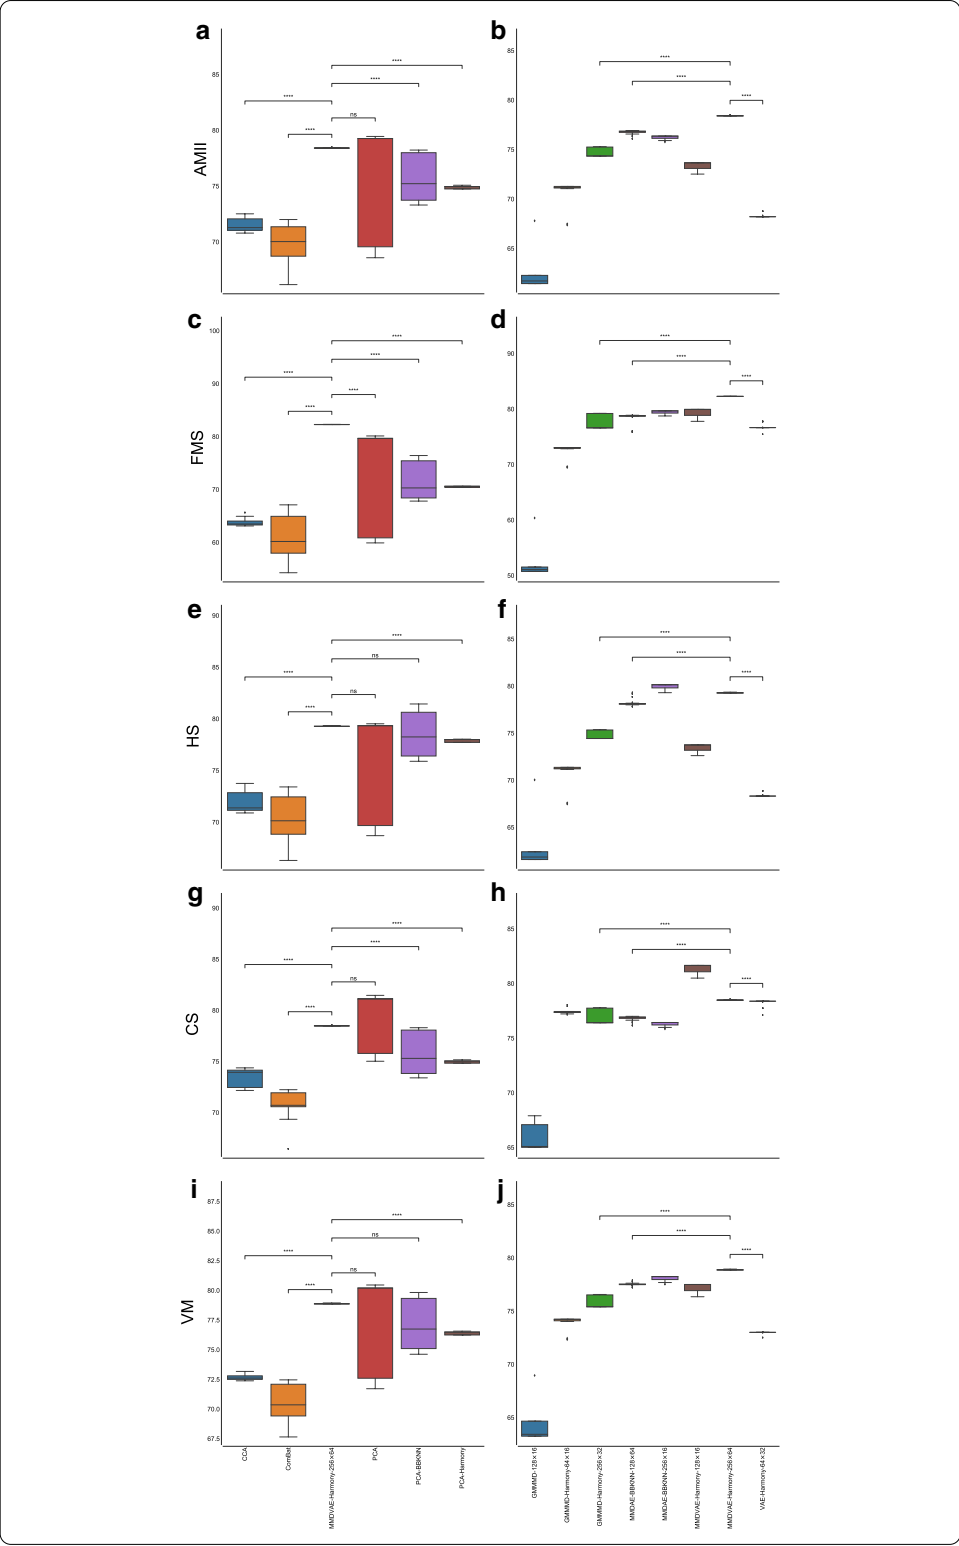 a
AMII
85
80
75
70
****
****
****
ns
****
b
85
80
75
70
65
****
****
****
c
FMS
100
90
80
70
60
****
****
****
****
****
d
90
80
70
60
50
****
****
****
e
HS
90
85
80
75
70
****
ns
****
ns
****
f
85
80
75
70
65
****
****
****
g
CS
90
85
80
75
70
****
****
****
ns
****
h
85
80
75
70
65
****
****
****
i
VM
87.5
85.0
82.5
80.0
77.5
75.0
72.5
70.0
67.5
****
ns
****
ns
****
CCA
ComBat
MMDVAE-Harmony-256×64
PCA
PCA-BBKNN
PCA-Harmony
j
85
80
75
70
65
****
****
****
GMMMD-128×16
GMMMD-Harmony-64×16
GMMMD-Harmony-256×32
MMDAE-BBKNN-128×64
MMDAE-BBKNN-256×16
MMDVAE-Harmony-128×16
MMDVAE-Harmony-256×64
VAE-Harmony-64×32